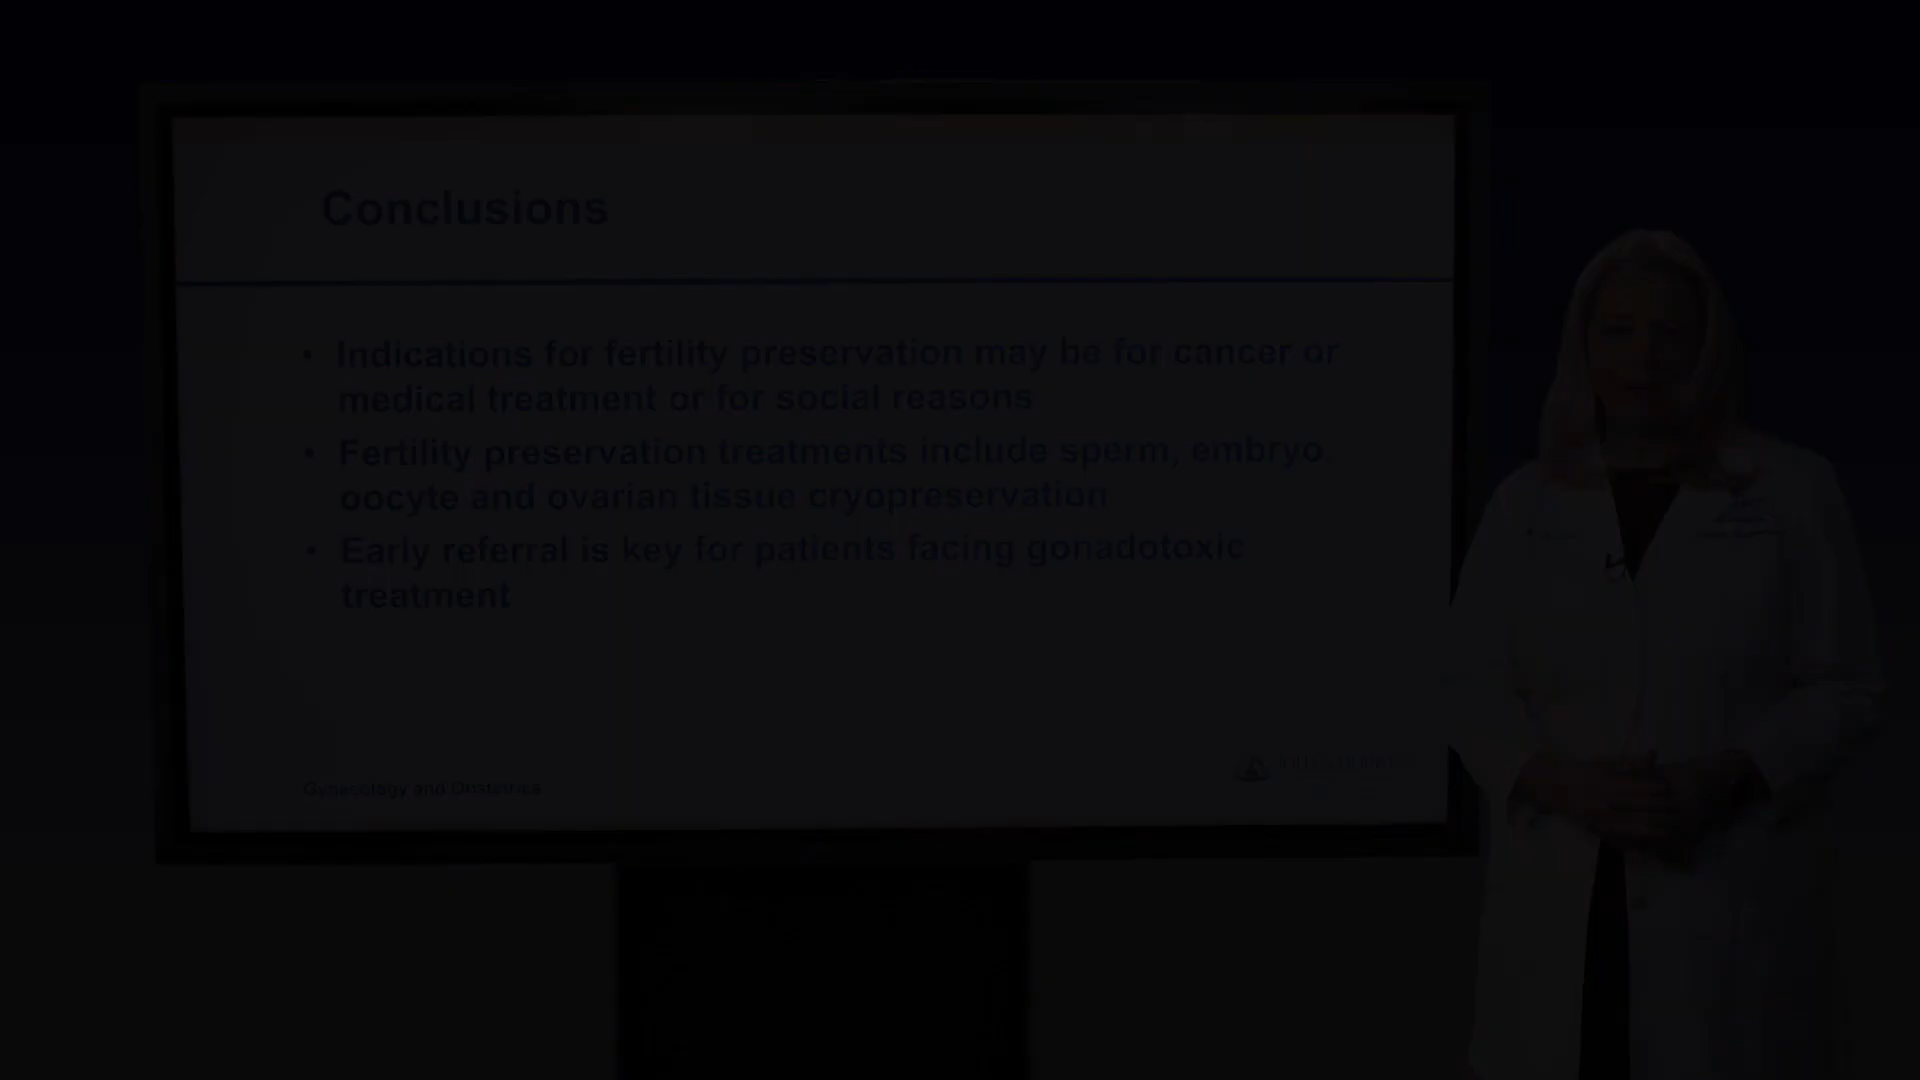 Conclusions
• Indications for fertility preservation may be for cancer or
medical treatment or for social reasons
• Fertility preservation treatments include sperm, embryo,
oocyte and ovarian tissue cryopreservation
• Early referral is key for patients facing gonadotoxic
treatment
Gynecology and Obstetrics